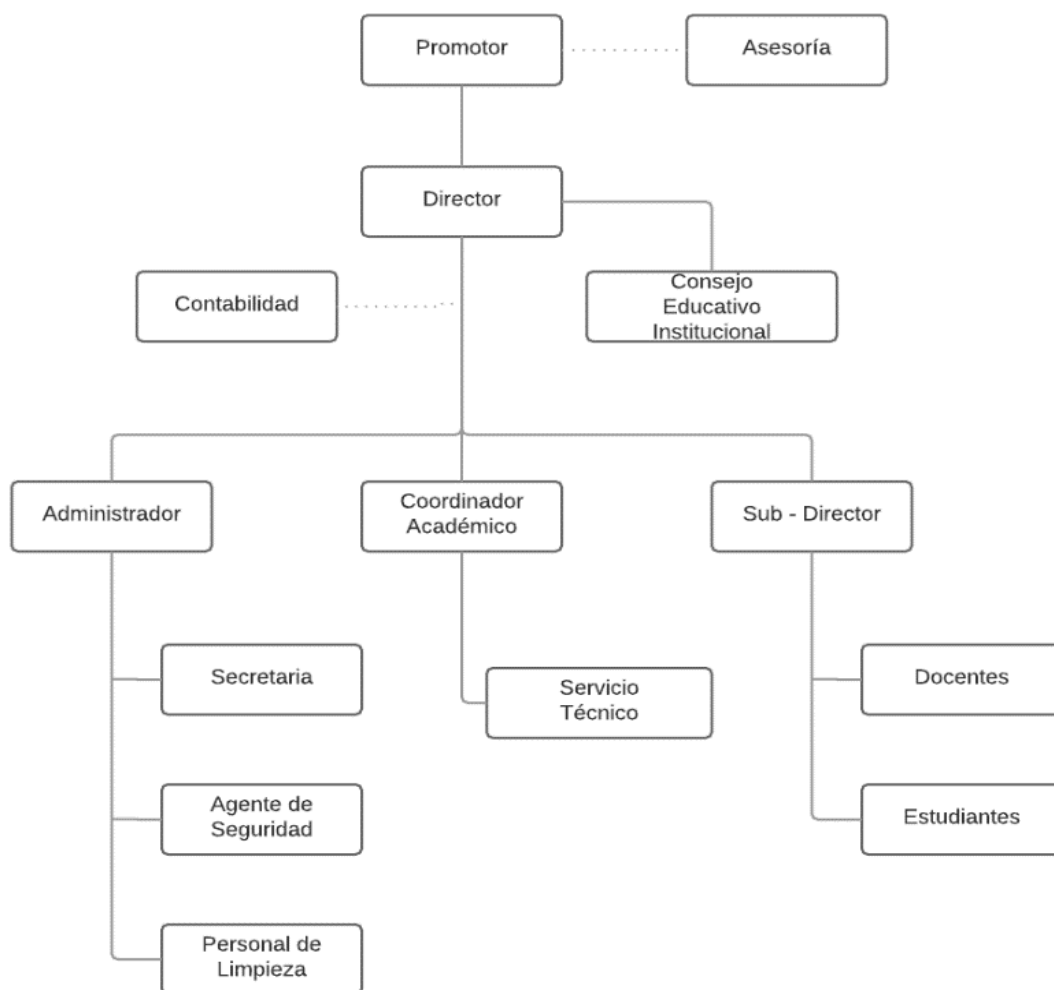 Promotor
Asesoría
Director
Contabilidad
Consejo
Educativo
Institucional
Administrador
Coordinador
Académico
Sub - Director
Secretaria
Servicio
Técnico
Docentes
Agente de
Seguridad
Estudiantes
Personal de
Limpieza